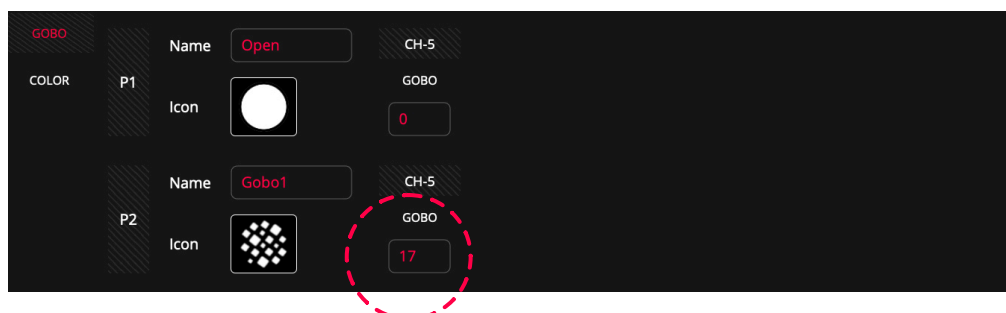 GOBO
COLOR
P1
Name Open CH-5
GOBO
Icon 0
P2
Name Gobo1 CH-5
GOBO
Icon 17